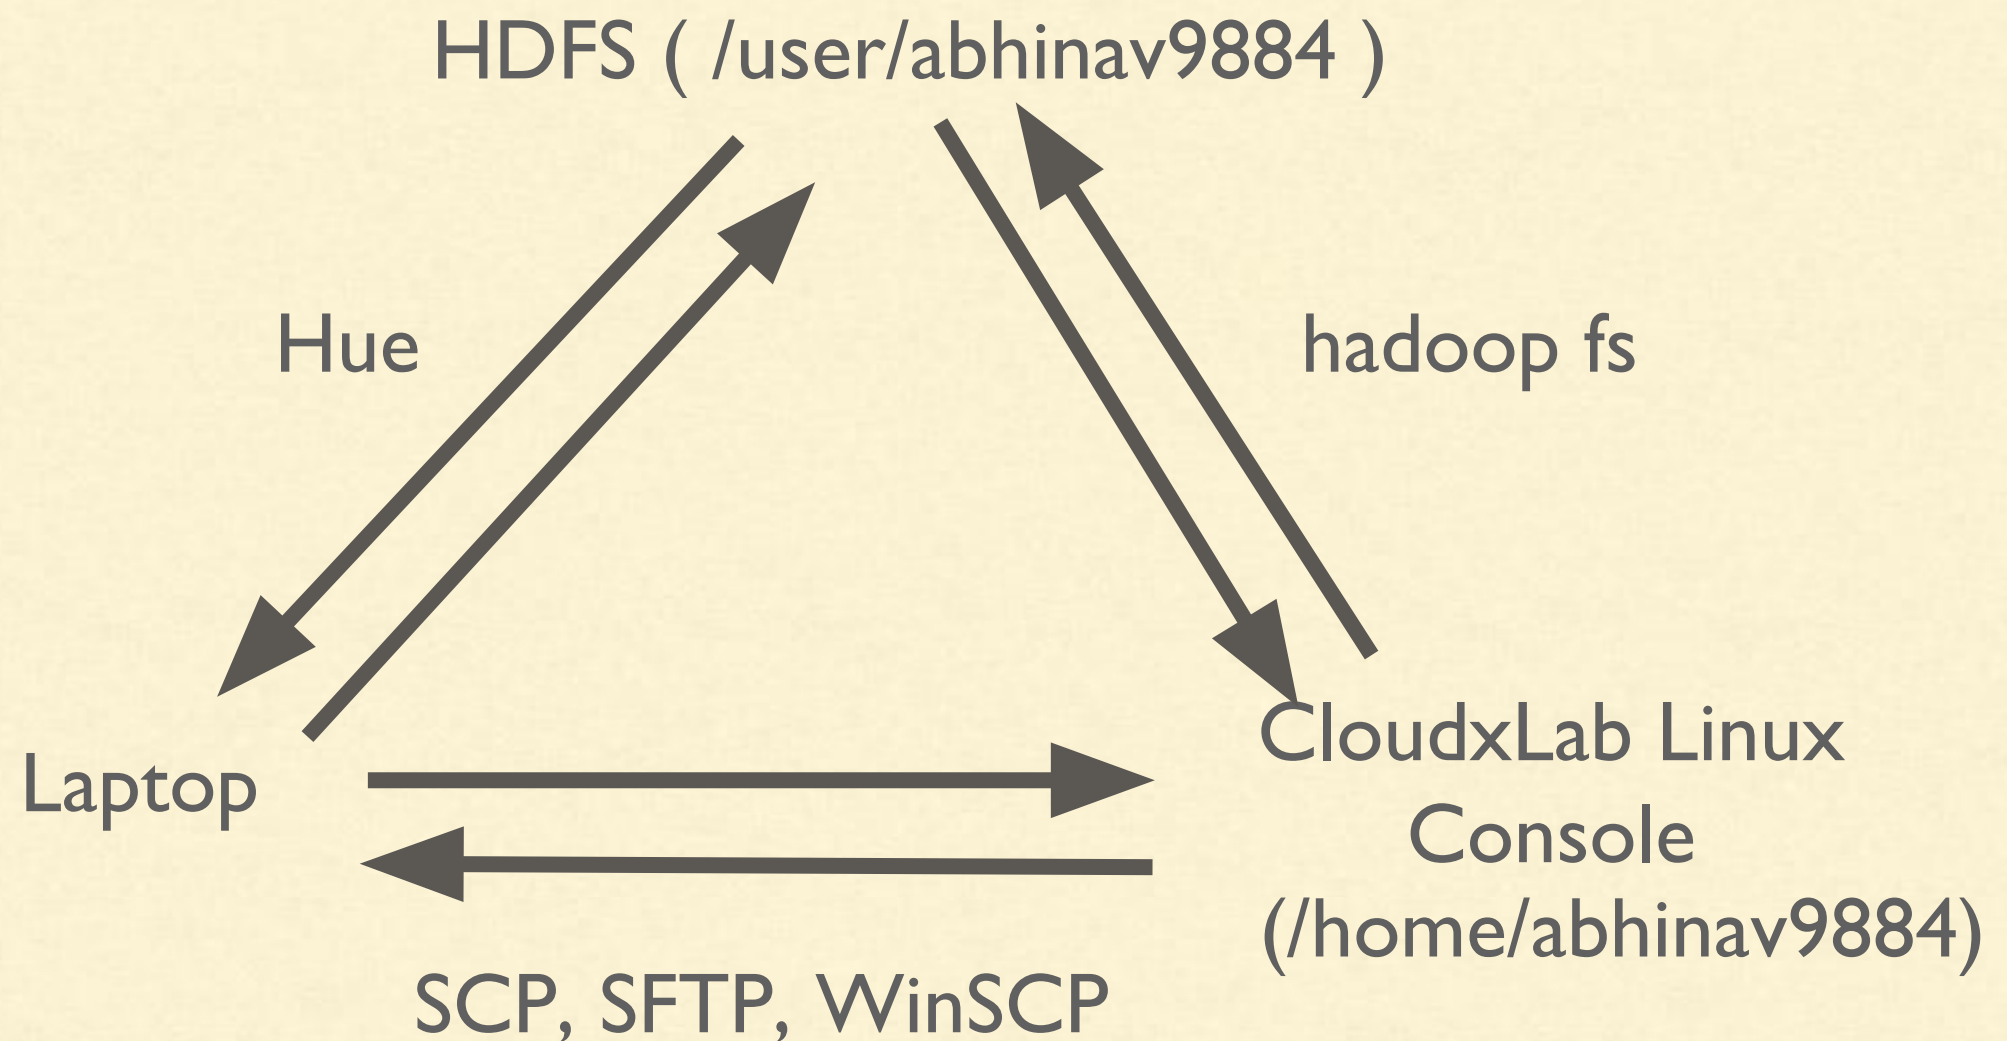 HDFS ( /user/abhinav9884 )
Hue
hadoop fs
Laptop
CloudxLab Linux
Console
(/home/abhinav9884)
SCP, SFTP, WinSCP